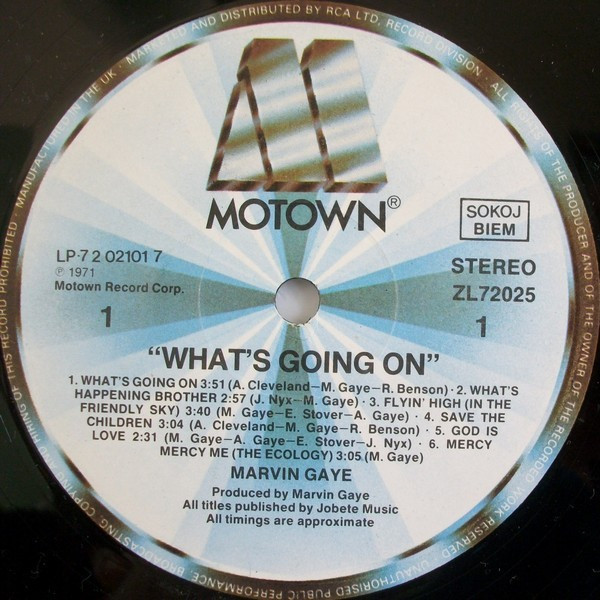 MANUFACTURED IN THE UK · MARKETED AND DISTRIBUTED BY RCA LTD. RECORD DIVISION · ALL RIGHTS OF THE PRODUCER AND OF THE OWNER OF THE RECORDED WORK RESERVED · UNAUTHORISED PUBLIC PERFORMANCE, BROADCASTING, COPYING AND HIRING OF THIS RECORD PROHIBITED ·
MOTOWN®
SOKOJ
BIEM
LP-7 2 02101 7
℗ 1971
Motown Record Corp.
1
STEREO
ZL72025
1
“WHAT'S GOING ON”
1. WHAT'S GOING ON 3:51 (A. Cleveland–M. Gaye–R. Benson) · 2. WHAT'S
HAPPENING BROTHER 2:57 (J. Nyx–M. Gaye) · 3. FLYIN' HIGH (IN THE
FRIENDLY SKY) 3:40 (M. Gaye–E. Stover–A. Gaye) · 4. SAVE THE
CHILDREN 3:04 (A. Cleveland–M. Gaye–R. Benson) · 5. GOD IS
LOVE 2:31 (M. Gaye–A. Gaye–E. Stover–J. Nyx) · 6. MERCY
MERCY ME (THE ECOLOGY) 3:05 (M. Gaye)
MARVIN GAYE
Produced by Marvin Gaye
All titles published by Jobete Music
All timings are approximate